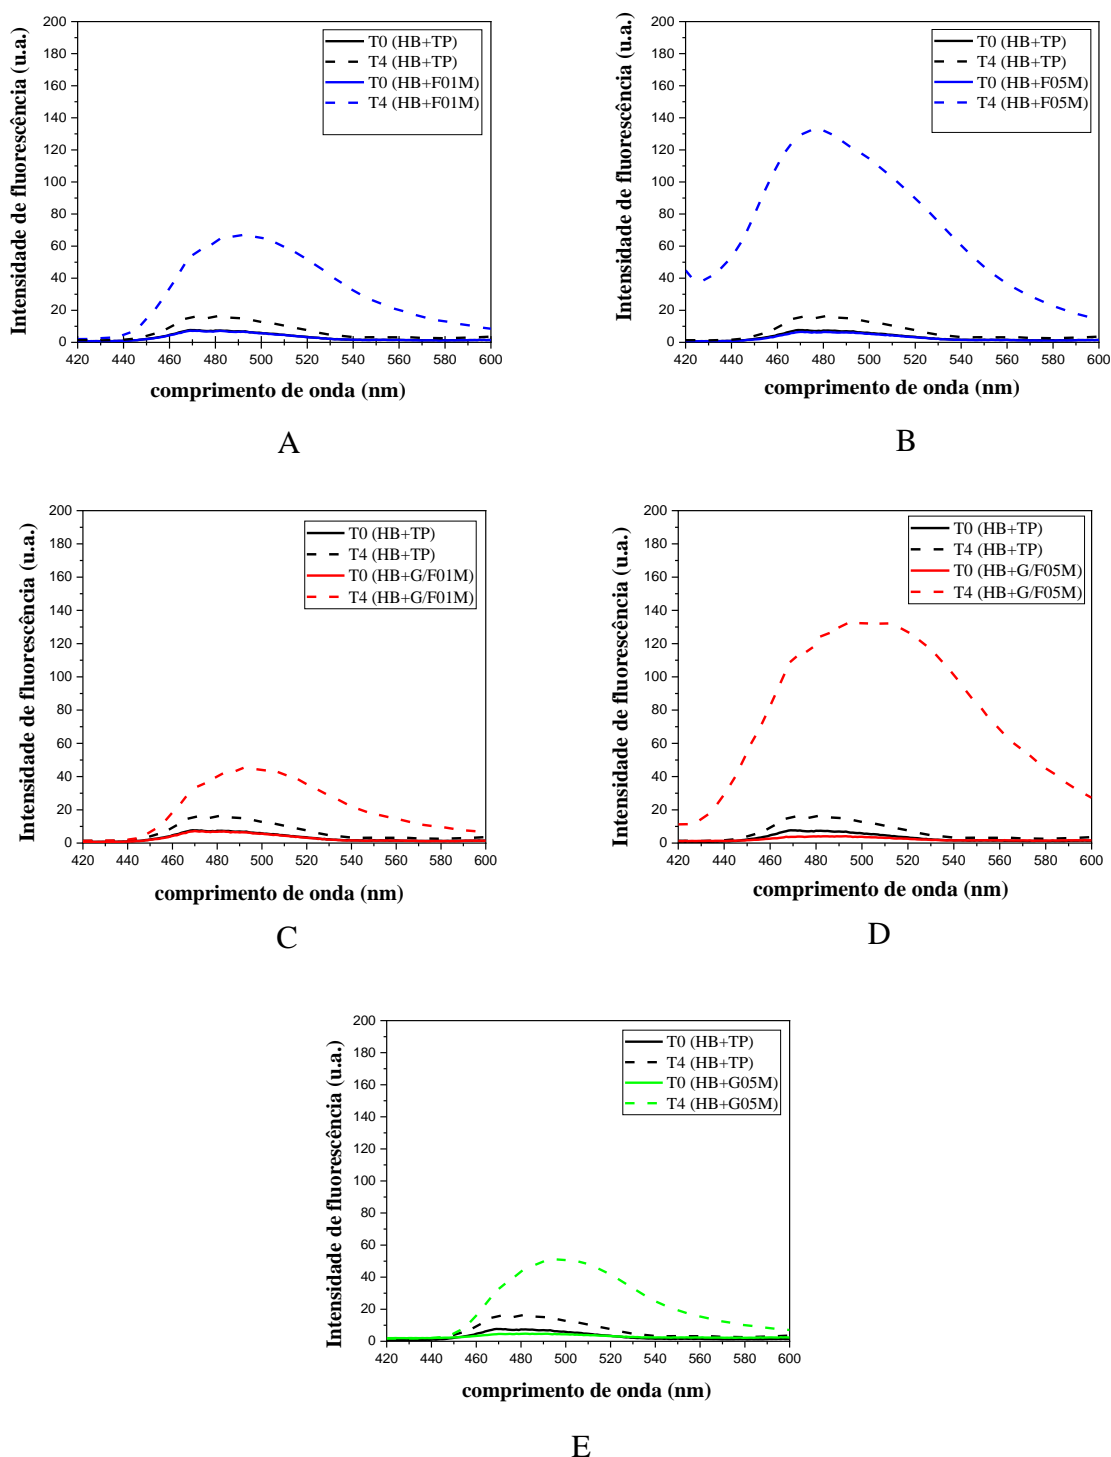 Intensidade de fluorescência (u.a.)
200
180
160
140
120
100
80
60
40
20
0
T0 (HB+TP)
T4 (HB+TP)
T0 (HB+F01M)
T4 (HB+F01M)
420 440 460 480 500 520 540 560 580 600
comprimento de onda (nm)
A
Intensidade de fluorescência (u.a.)
200
180
160
140
120
100
80
60
40
20
0
T0 (HB+TP)
T4 (HB+TP)
T0 (HB+F05M)
T4 (HB+F05M)
420 440 460 480 500 520 540 560 580 600
comprimento de onda (nm)
B
Intensidade de fluorescência (u.a.)
200
180
160
140
120
100
80
60
40
20
0
T0 (HB+TP)
T4 (HB+TP)
T0 (HB+G/F01M)
T4 (HB+G/F01M)
420 440 460 480 500 520 540 560 580 600
comprimento de onda (nm)
C
Intensidade de fluorescência (u.a.)
200
180
160
140
120
100
80
60
40
20
0
T0 (HB+TP)
T4 (HB+TP)
T0 (HB+G/F05M)
T4 (HB+G/F05M)
420 440 460 480 500 520 540 560 580 600
comprimento de onda (nm)
D
Intensidade de fluorescência (u.a.)
200
180
160
140
120
100
80
60
40
20
0
T0 (HB+TP)
T4 (HB+TP)
T0 (HB+G05M)
T4 (HB+G05M)
420 440 460 480 500 520 540 560 580 600
comprimento de onda (nm)
E